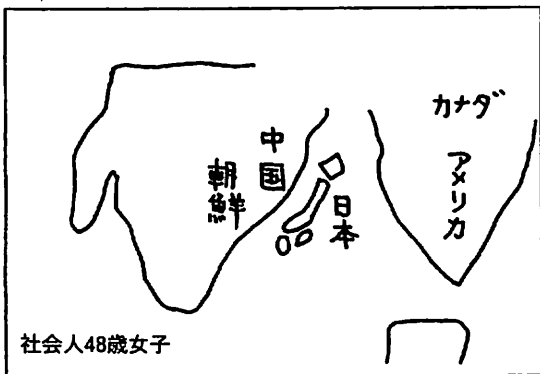 カナダ
アメリカ
中国
朝鮮
日本
社会人48歳女子